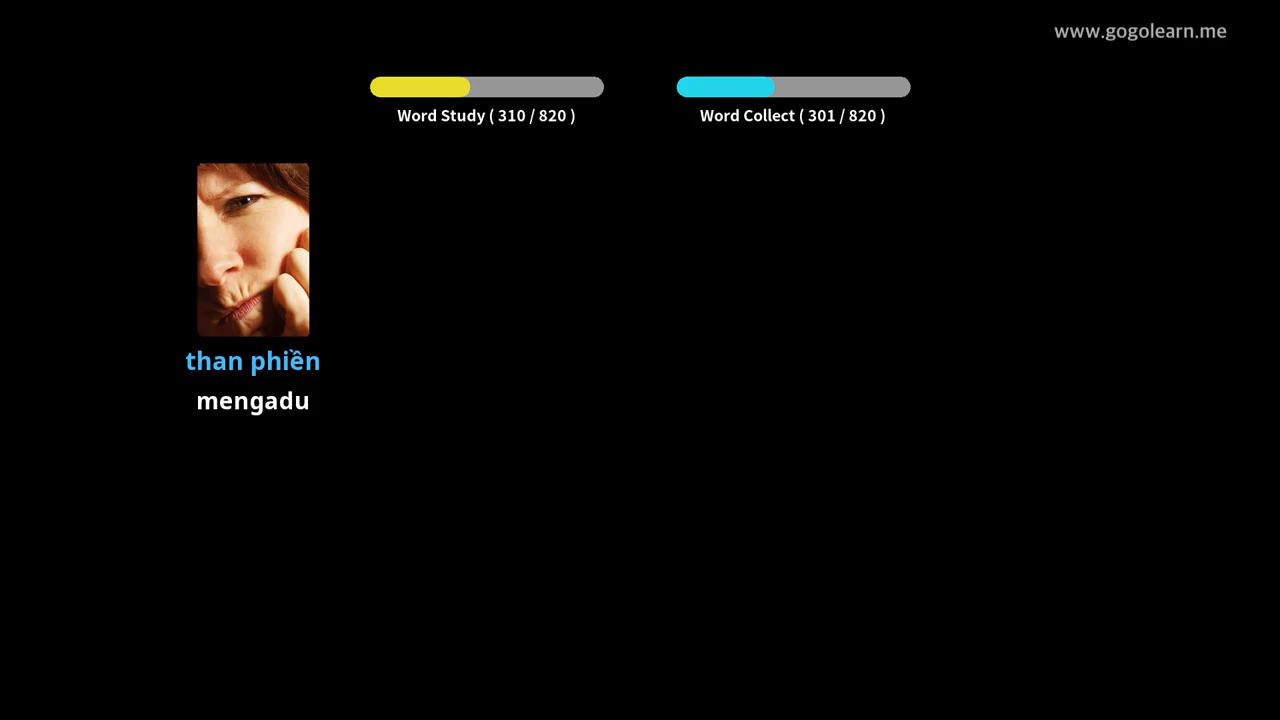 www.gogolearn.me
Word Study ( 310 / 820 )
Word Collect ( 301 / 820 )
than phiền
mengadu